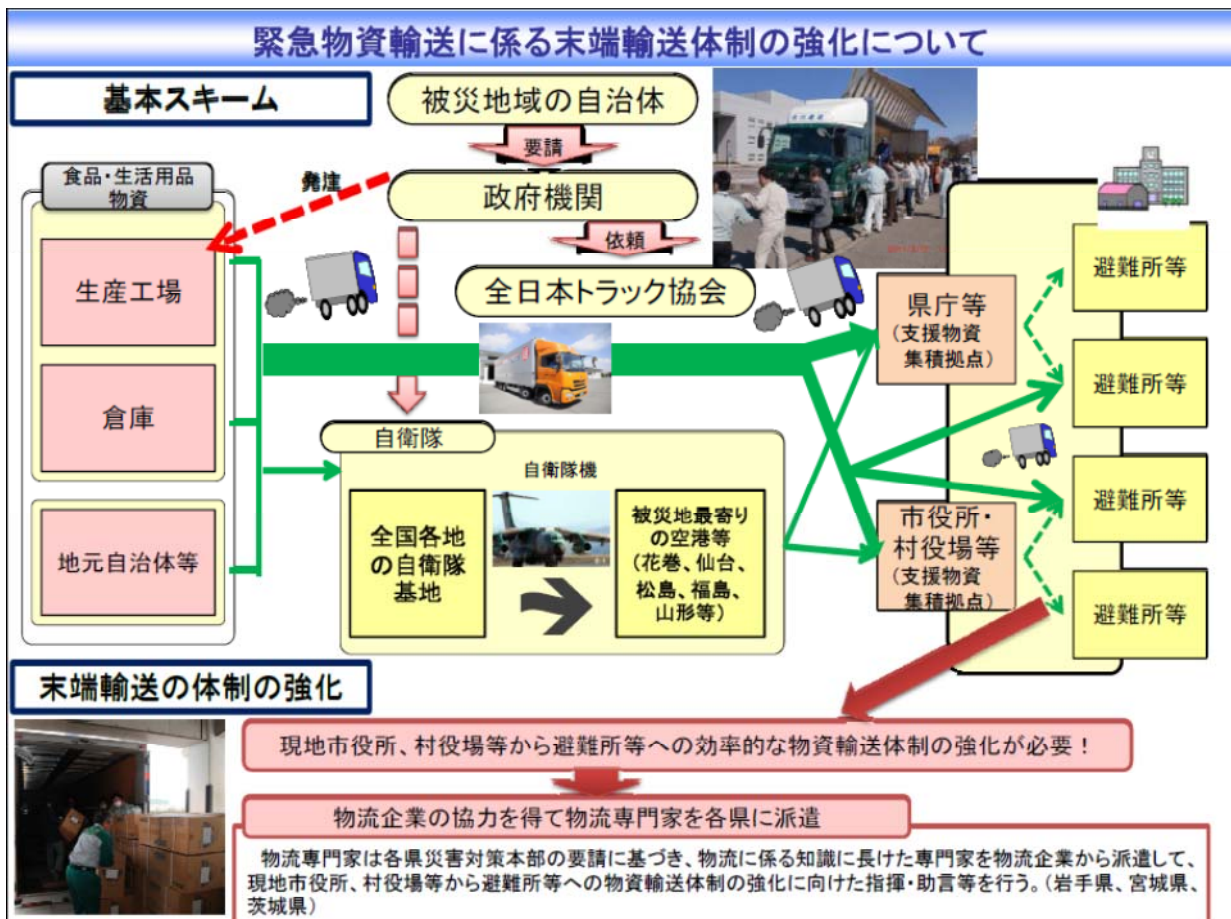 緊急物資輸送に係る末端輸送体制の強化について
基本スキーム
被災地域の自治体
要請
食品・生活用品
物資
発注
政府機関
依頼
全日本トラック協会
生産工場
倉庫
地元自治体等
自衛隊
自衛隊機
全国各地
の自衛隊
基地
被災地最寄り
の空港等
(花巻、仙台、
松島、福島、
山形等)
県庁等
(支援物資
集積拠点)
市役所・
村役場等
(支援物資
集積拠点)
避難所等
避難所等
避難所等
避難所等
末端輸送の体制の強化
現地市役所、村役場等から避難所等への効率的な物資輸送体制の強化が必要！
物流企業の協力を得て物流専門家を各県に派遣
物流専門家は各県災害対策本部の要請に基づき、物流に係る知識に長けた専門家を物流企業から派遣して、
現地市役所、村役場等から避難所等への物資輸送体制の強化に向けた指揮・助言等を行う。(岩手県、宮城県、
茨城県)